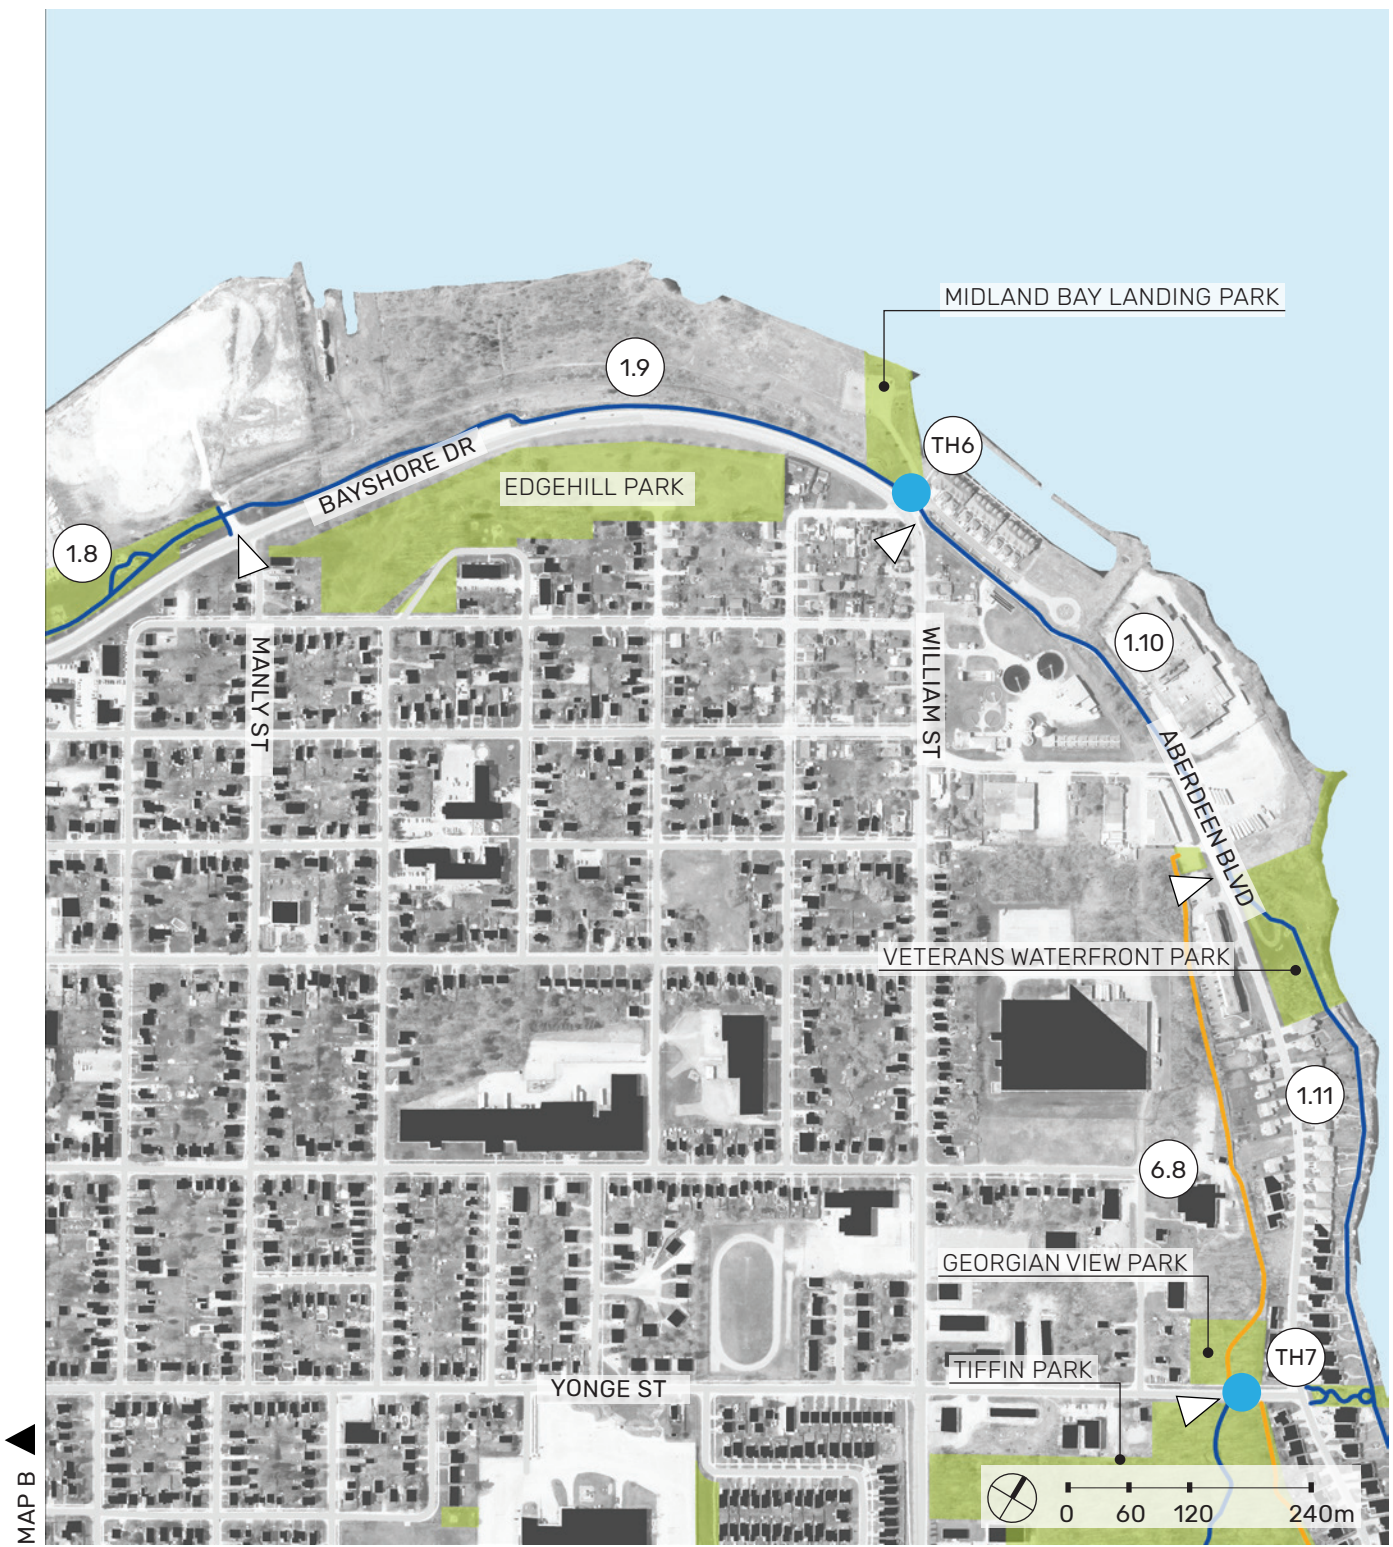 MIDLAND BAY LANDING PARK
1.9
TH6
BAYSHORE DR
EDGEHILL PARK
1.8
MANLY ST
WILLIAM ST
1.10
ABERDEEN BLVD
VETERANS WATERFRONT PARK
1.11
6.8
GEORGIAN VIEW PARK
TH7
TIFFIN PARK
YONGE ST
MAP B
0 60 120 240m